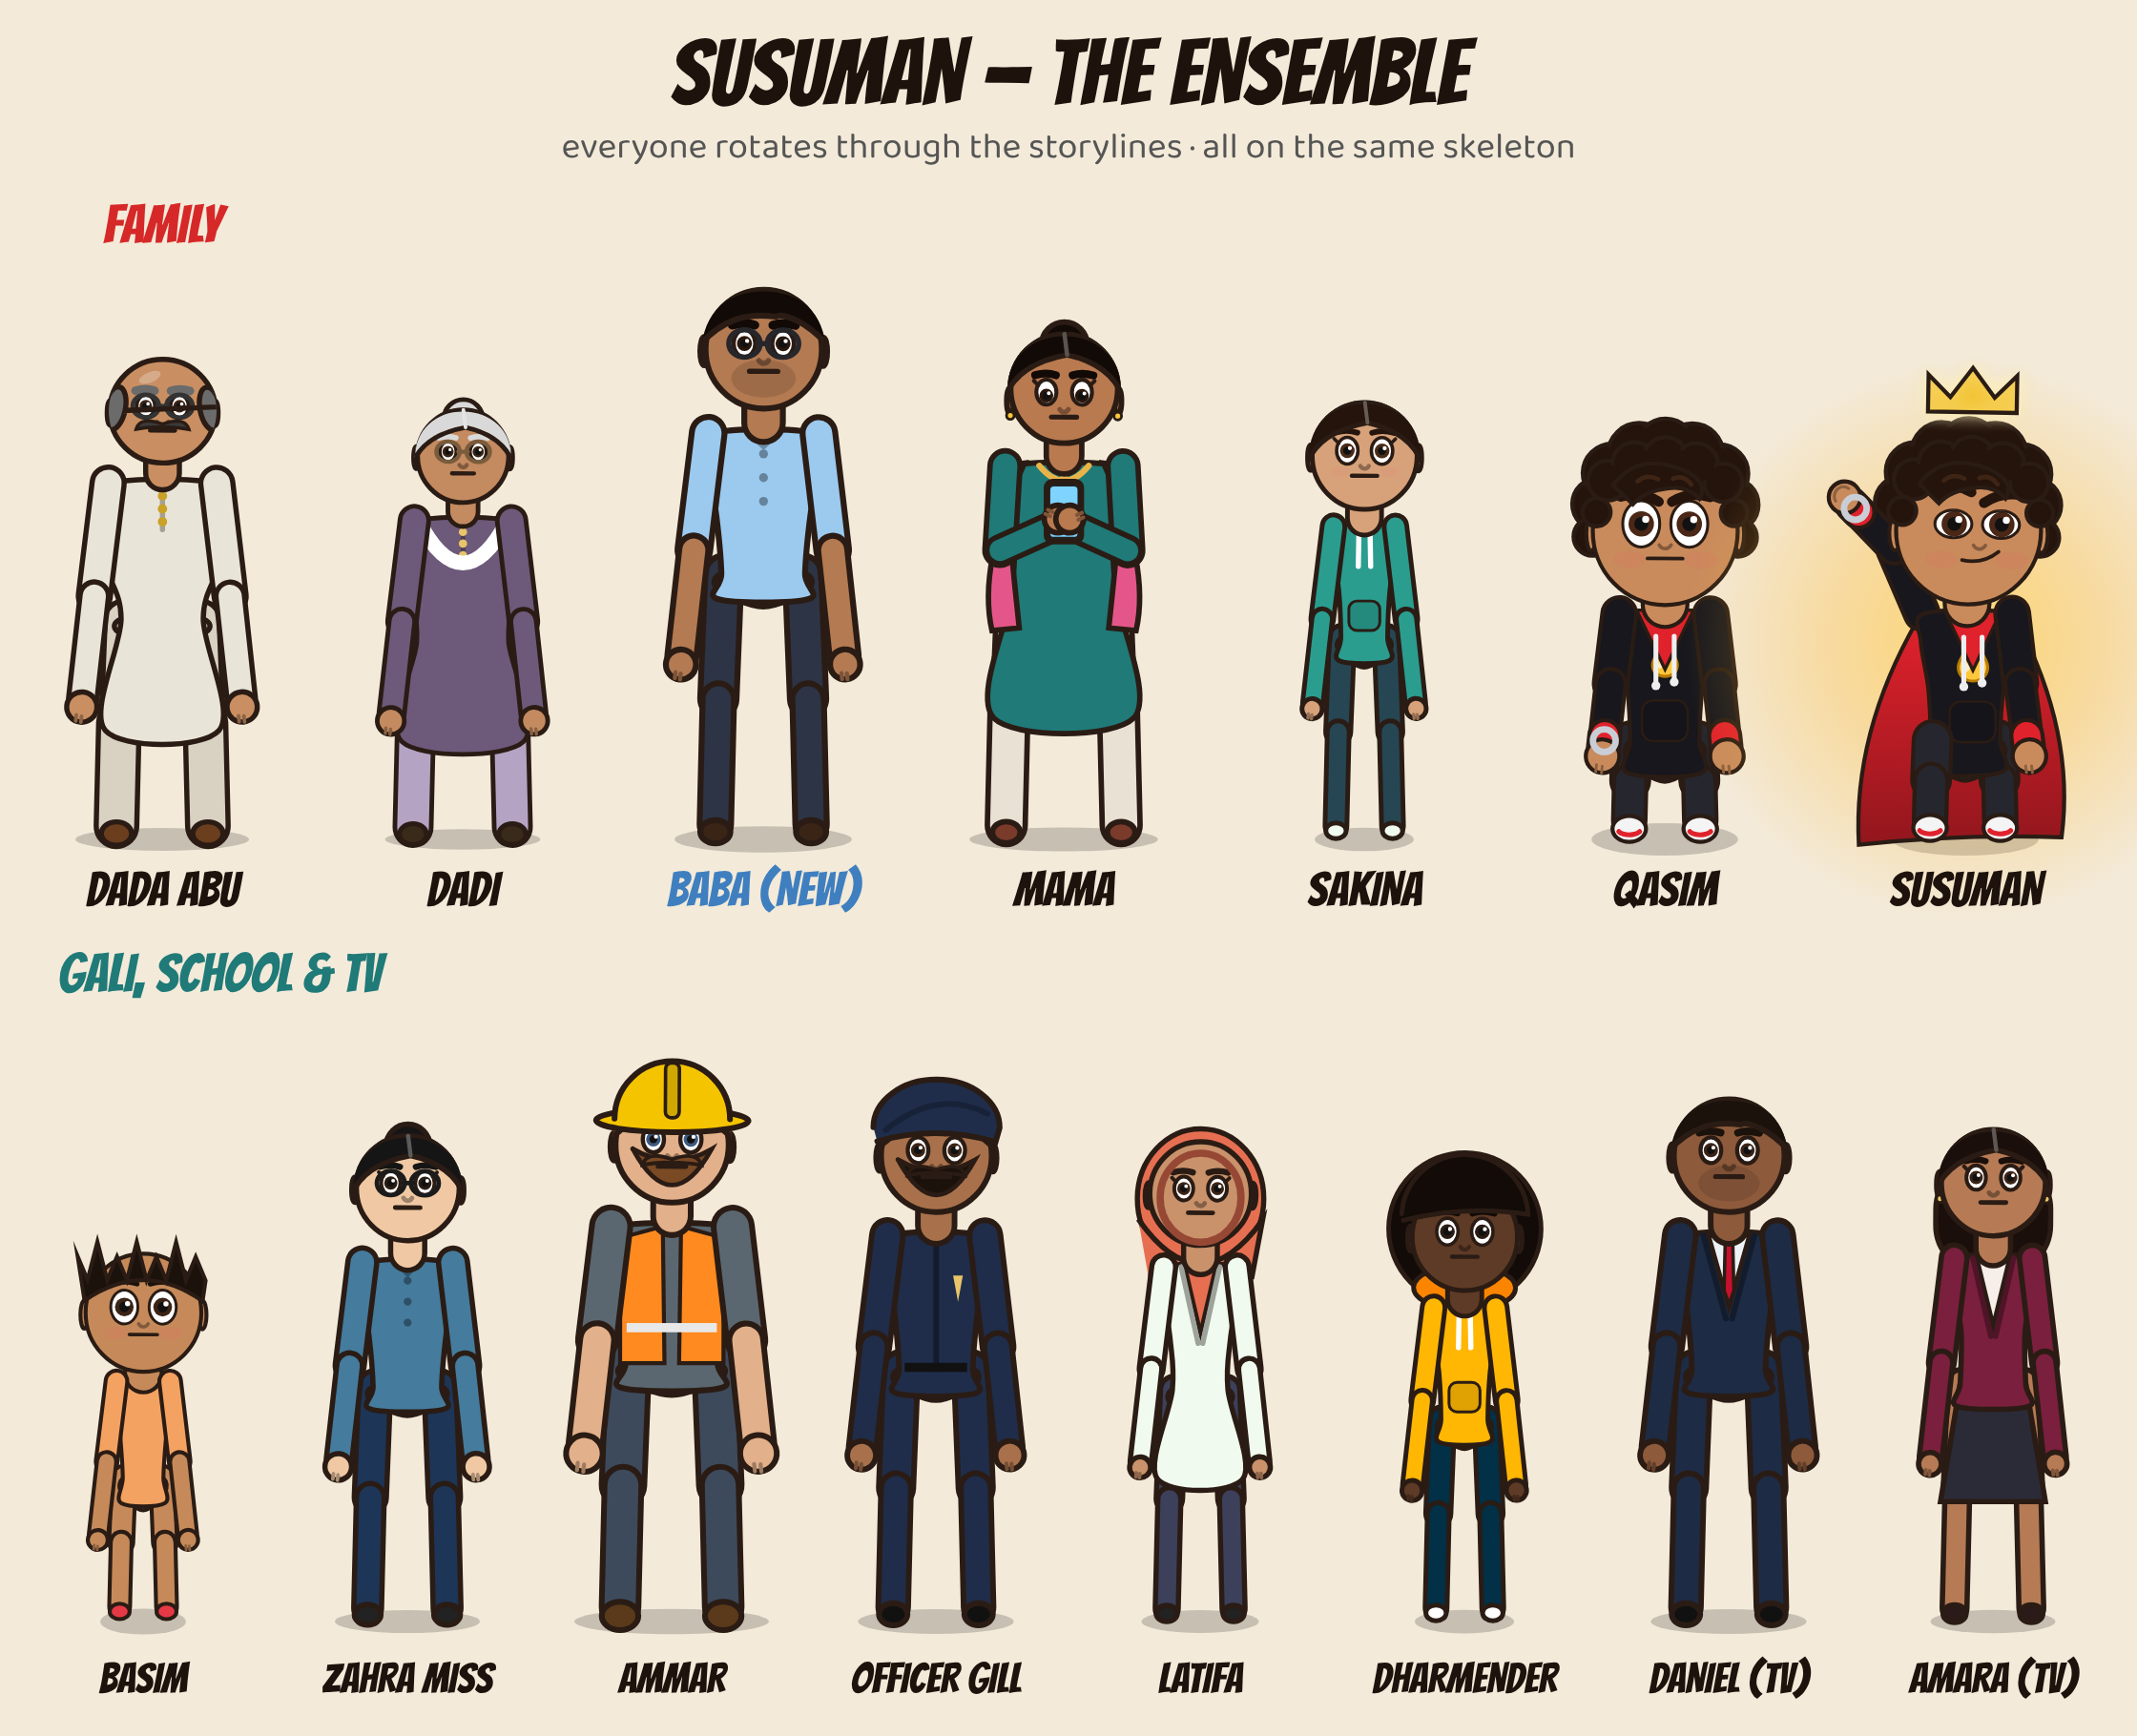 SUSUMAN — THE ENSEMBLE
everyone rotates through the storylines · all on the same skeleton
FAMILY
DADA ABU
DADI
BABA (NEW)
MAMA
SAKINA
QASIM
SUSUMAN
GALI, SCHOOL & TV
BASIM
ZAHRA MISS
AMMAR
OFFICER GILL
LATIFA
DHARMENDER
DANIEL (TV)
AMARA (TV)